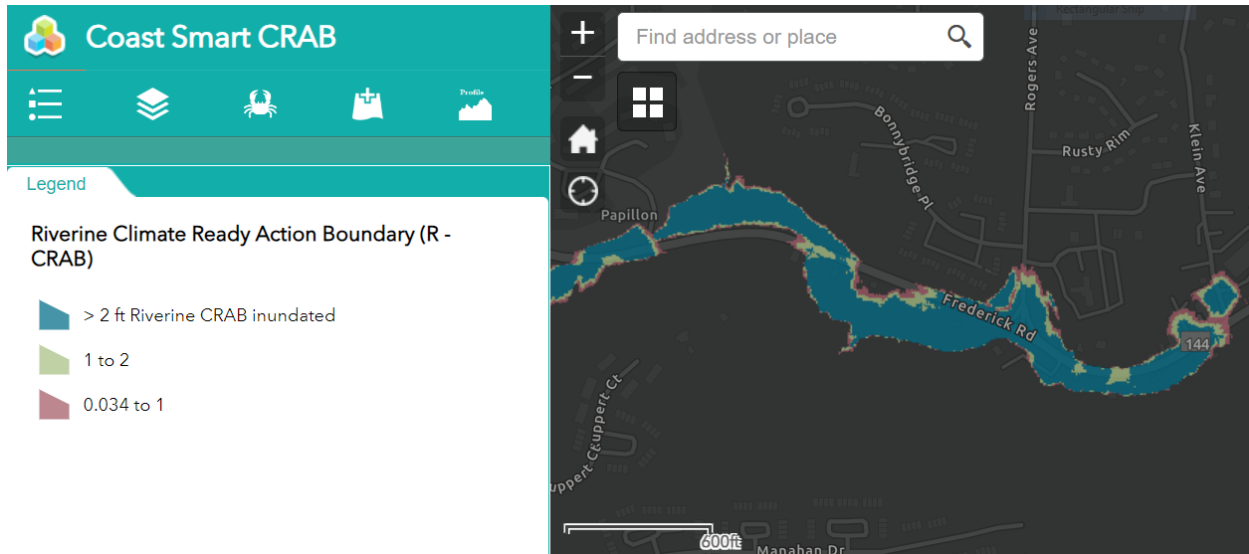 Coast Smart CRAB
Profile
Legend
Riverine Climate Ready Action Boundary (R -
CRAB)
> 2 ft Riverine CRAB inundated
1 to 2
0.034 to 1
+
Find address or place
−
Rectangular Snip
Rogers Ave
Bonnybridge Pl
Rusty Rim
Klein Ave
Papillon
Frederick Rd
144
Cuppert Ct
600ft
Manahan Dr